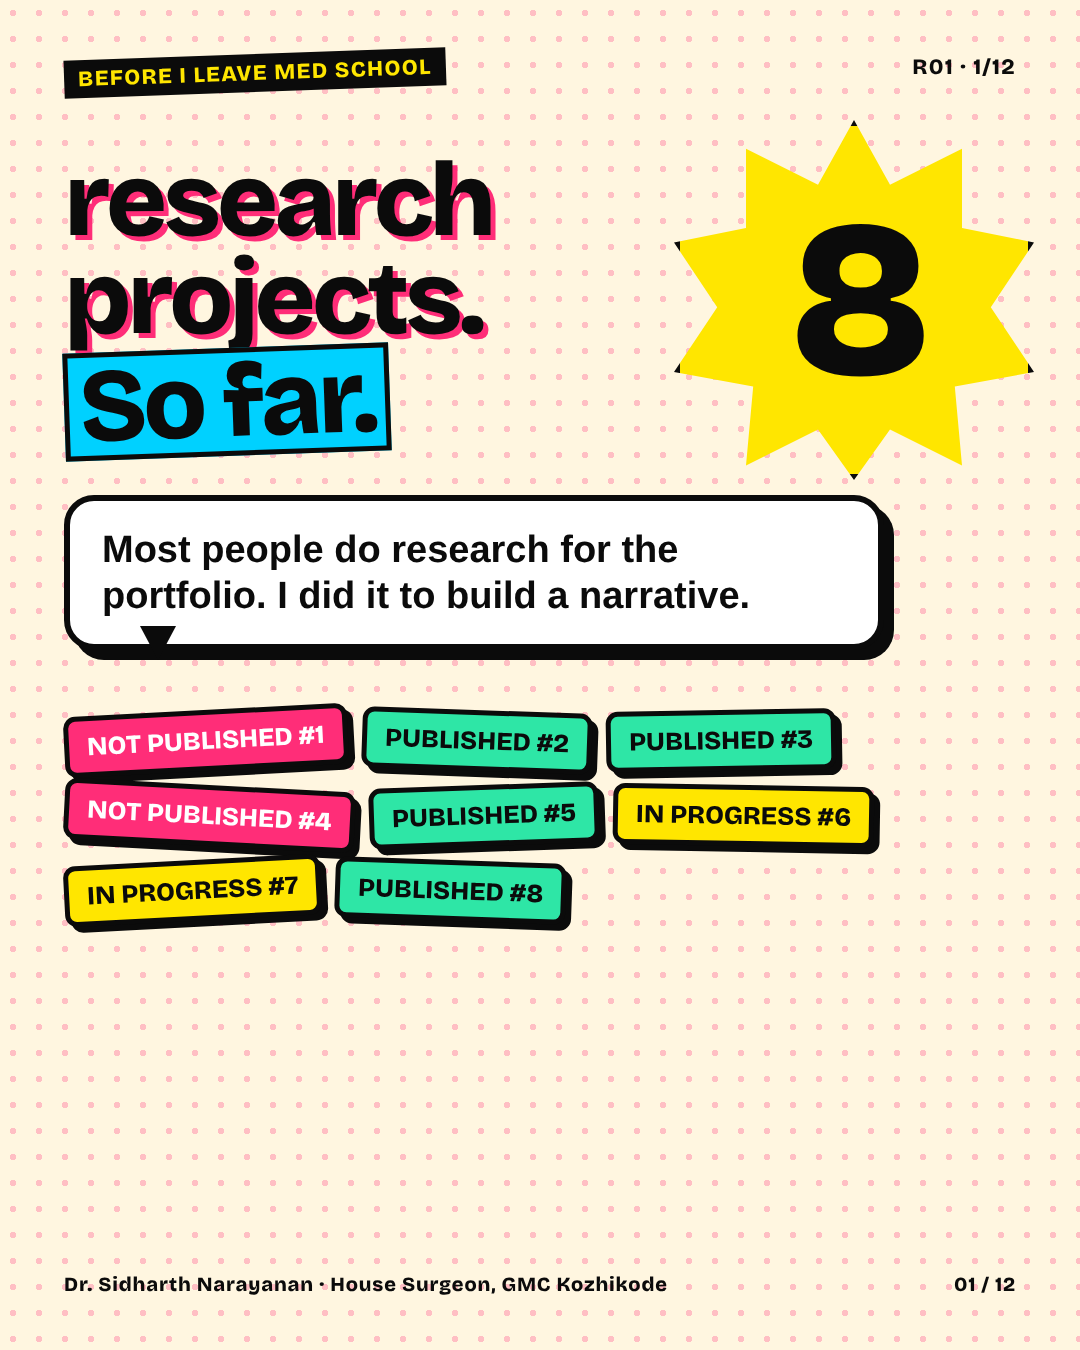 BEFORE I LEAVE MED SCHOOL
R01 · 1/12
research
projects.
So far.
8
Most people do research for the
portfolio. I did it to build a narrative.
NOT PUBLISHED #1
PUBLISHED #2
PUBLISHED #3
NOT PUBLISHED #4
PUBLISHED #5
IN PROGRESS #6
IN PROGRESS #7
PUBLISHED #8
Dr. Sidharth Narayanan · House Surgeon, GMC Kozhikode
01 / 12